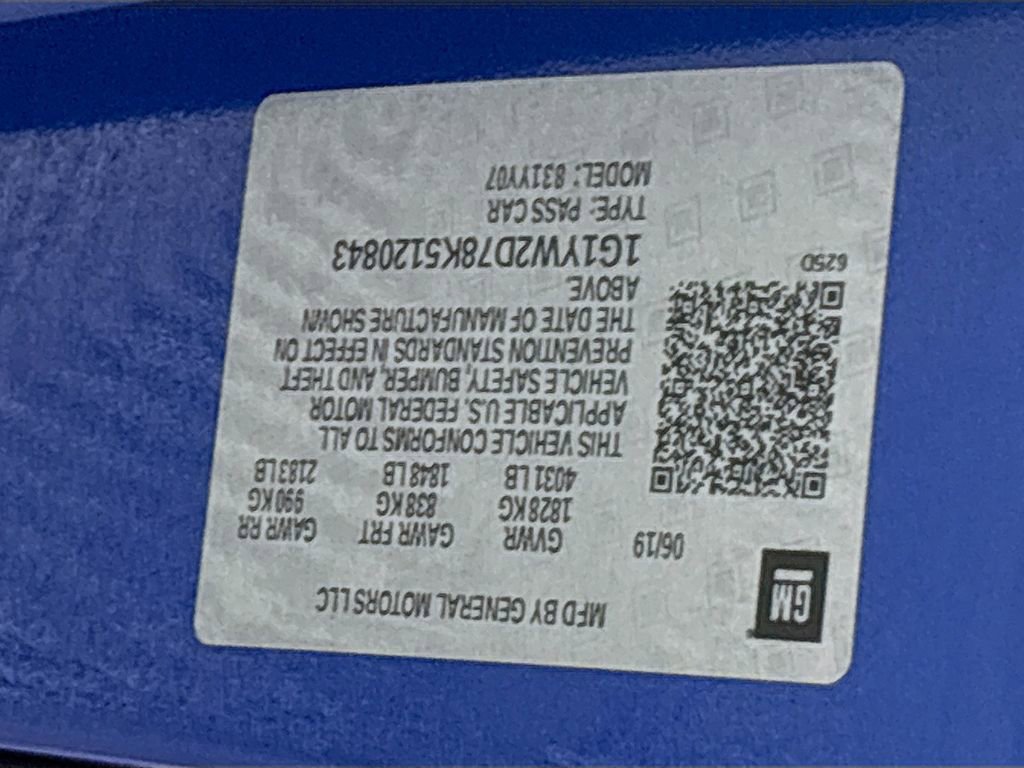 GM
MFD BY GENERAL MOTORS LLC
06/19
GVWR GAWR FRT GAWR RR
1828 KG 838 KG 990 KG
4031 LB 1848 LB 2183 LB
THIS VEHICLE CONFORMS TO ALL
APPLICABLE U.S. FEDERAL MOTOR
VEHICLE SAFETY, BUMPER, AND THEFT
PREVENTION STANDARDS IN EFFECT ON
THE DATE OF MANUFACTURE SHOWN
ABOVE
625D
1G1YW2D78K5120843
TYPE: PASS CAR
MODEL: 831YY07